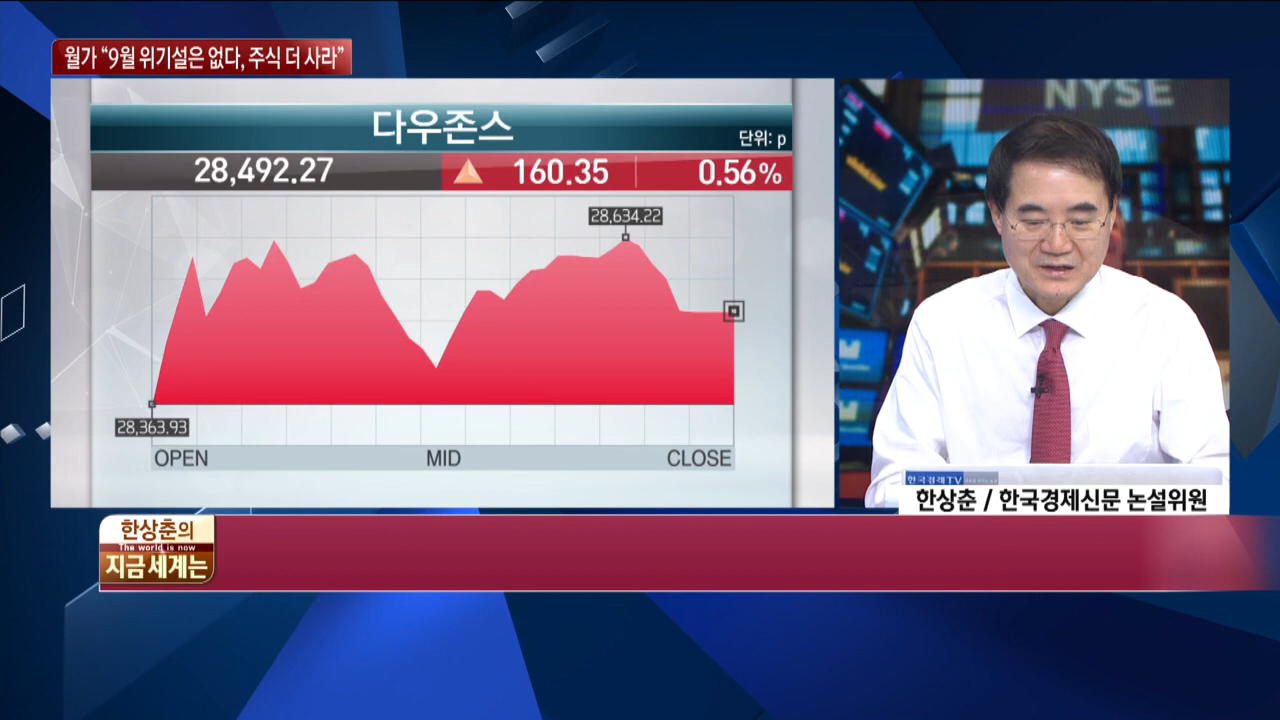 월가 “9월 위기설은 없다, 주식 더 사라”
NYSE
다우존스
단위: p
28,492.27 160.35 0.56%
28,634.22
28,363.93
OPEN MID CLOSE
한국경제TV
한상춘 / 한국경제신문 논설위원
한상춘의
The world is now
지금 세계는